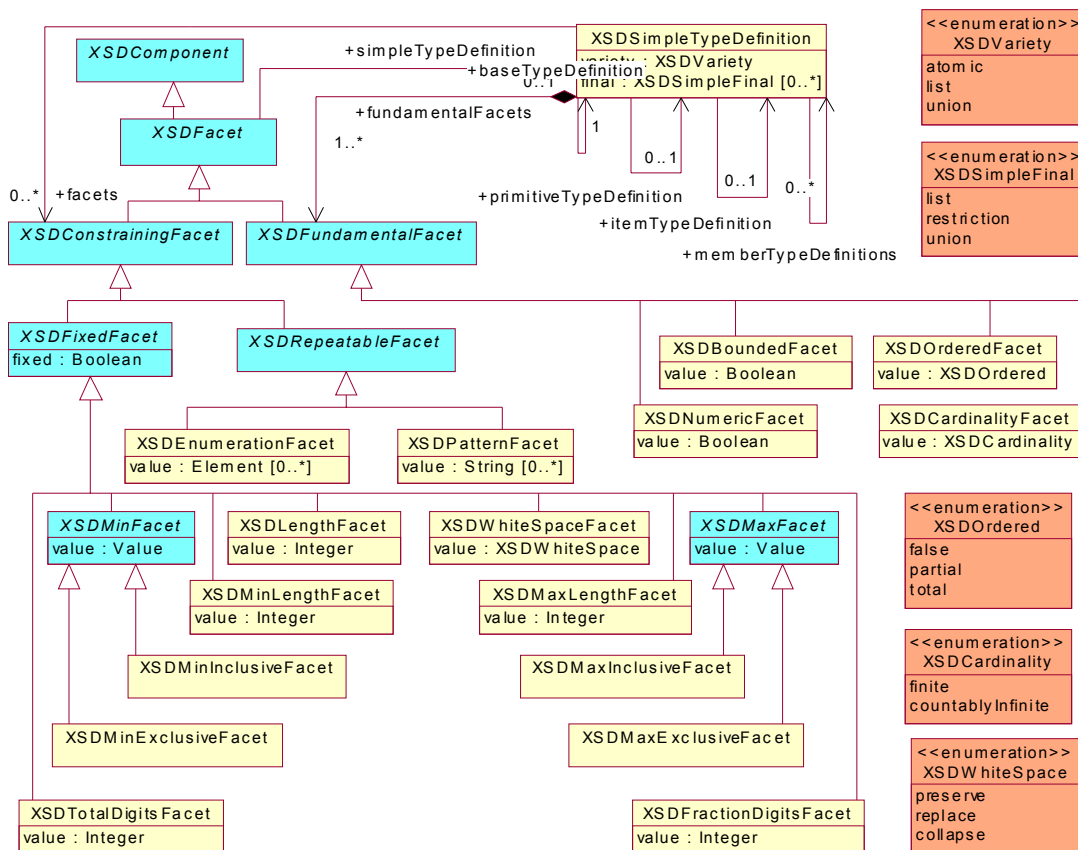 XSDComponent
+simpleTypeDefinition
XSDSimpleTypeDefinition
variety : XSDVariety
+baseTypeDefinition
0..1
final : XSDSimpleFinal [0..*]
<<enumeration>>
XSDVariety
atomic
list
union
XSDFacet
+fundamentalFacets
1..*
1
0..1
0..1
0..*
<<enumeration>>
XSDSimpleFinal
list
restriction
union
0..*
+facets
+primitiveTypeDefinition
+itemTypeDefinition
+memberTypeDefinitions
XSDConstrainingFacet
XSDFundamentalFacet
XSDFixedFacet
fixed : Boolean
XSDRepeatableFacet
XSDBoundedFacet
value : Boolean
XSDOrderedFacet
value : XSDOrdered
XSDNumericFacet
value : Boolean
XSDCardinalityFacet
value : XSDCardinality
XSDEnumerationFacet
value : Element [0..*]
XSDPatternFacet
value : String [0..*]
XSDMinFacet
value : Value
XSDLengthFacet
value : Integer
XSDWhiteSpaceFacet
value : XSDWhiteSpace
XSDMaxFacet
value : Value
<<enumeration>>
XSDOrdered
false
partial
total
XSDMinLengthFacet
value : Integer
XSDMaxLengthFacet
value : Integer
XSDMinInclusiveFacet
XSDMaxInclusiveFacet
<<enumeration>>
XSDCardinality
finite
countablyInfinite
XSDMinExclusiveFacet
XSDMaxExclusiveFacet
<<enumeration>>
XSDWhiteSpace
preserve
replace
collapse
XSDTotalDigitsFacet
value : Integer
XSDFractionDigitsFacet
value : Integer